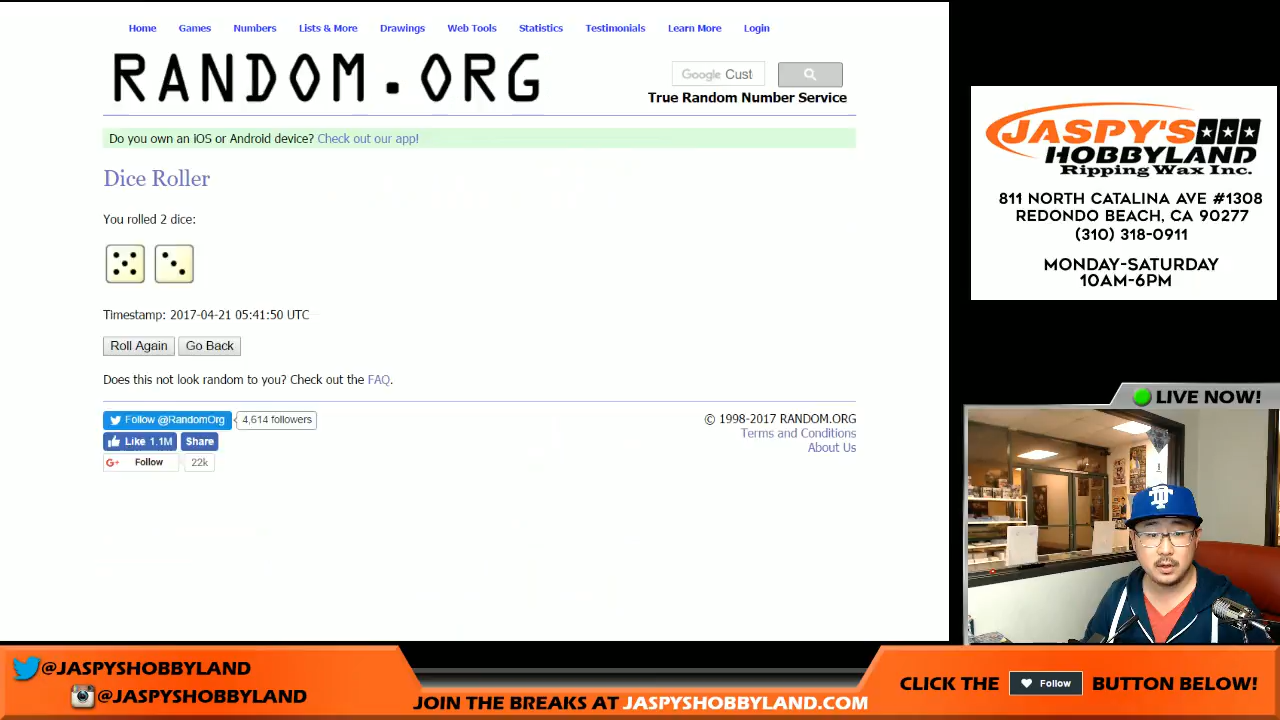 Home Games Numbers Lists & More Drawings Web Tools Statistics Testimonials Learn More Login
RANDOM.ORG
Google Cust
True Random Number Service
Do you own an iOS or Android device? Check out our app!
Dice Roller
You rolled 2 dice:
Timestamp: 2017-04-21 05:41:50 UTC
Roll Again Go Back
Does this not look random to you? Check out the FAQ.
Follow @RandomOrg 4,614 followers
Like 1.1M Share
G+ Follow 22k
© 1998-2017 RANDOM.ORG
Terms and Conditions
About Us
JASPY'S
HOBBYLAND
Ripping Wax Inc.
811 NORTH CATALINA AVE #1308
REDONDO BEACH, CA 90277
(310) 318-0911
MONDAY-SATURDAY
10AM-6PM
LIVE NOW!
@JASPYSHOBBYLAND
@JASPYSHOBBYLAND
JOIN THE BREAKS AT JASPYSHOBBYLAND.COM
CLICK THE Follow BUTTON BELOW!